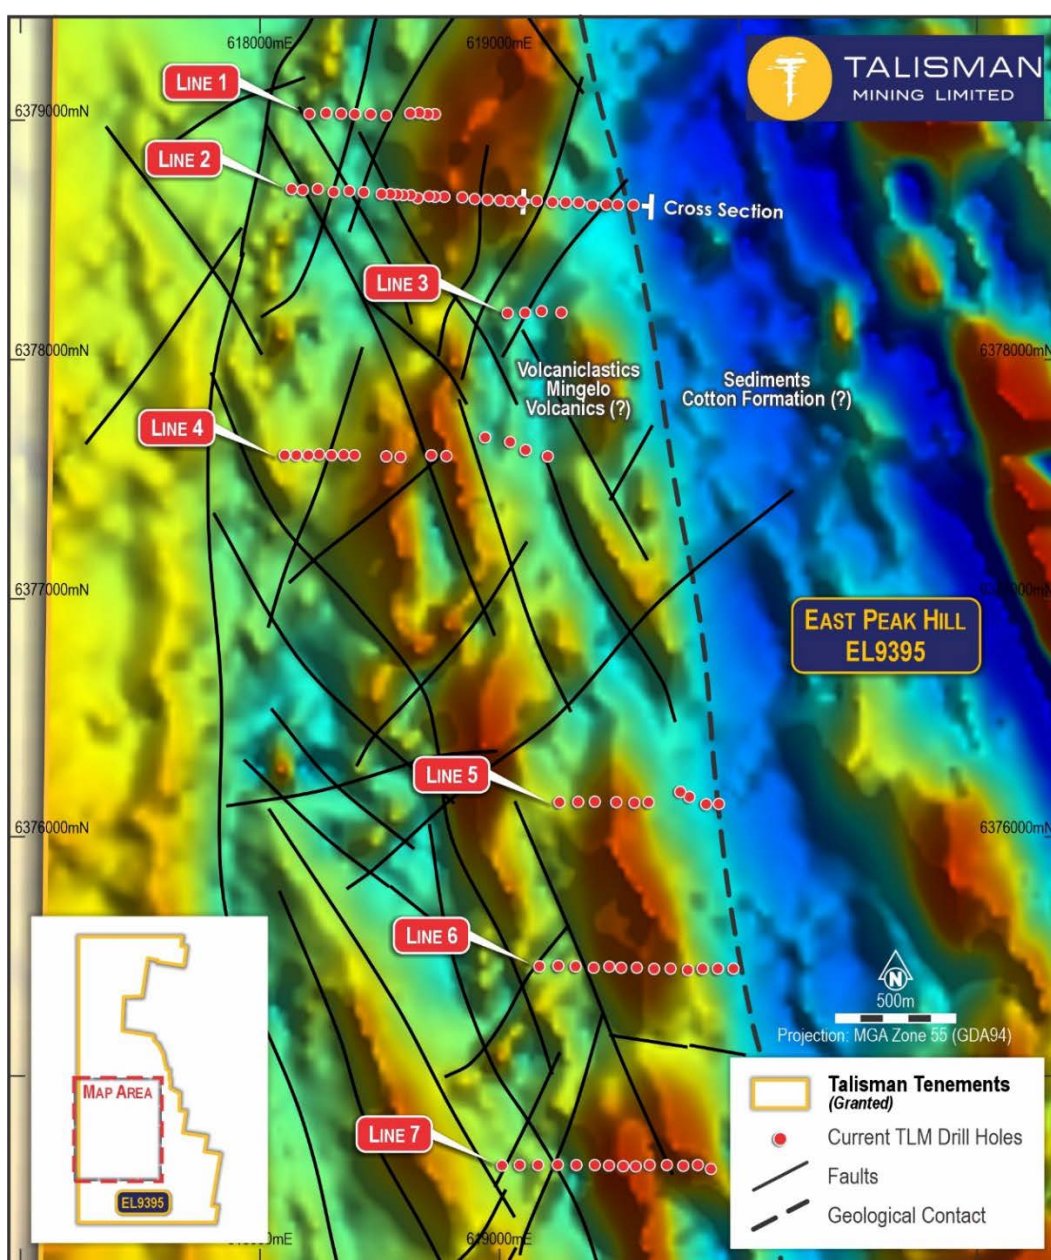 618000mE
619000mE
TALISMAN
MINING LIMITED
LINE 1
6379000mN
LINE 2
Cross Section
LINE 3
6378000mN
6378000mN
Volcaniclastics
Mingelo
Volcanics (?)
Sediments
Cotton Formation (?)
LINE 4
6377000mN
EAST PEAK HILL
EL9395
LINE 5
6376000mN
6376000mN
LINE 6
N
500m
Projection: MGA Zone 55 (GDA94)
MAP AREA
EL9395
LINE 7
Talisman Tenements
(Granted)
Current TLM Drill Holes
Faults
Geological Contact
619000mE